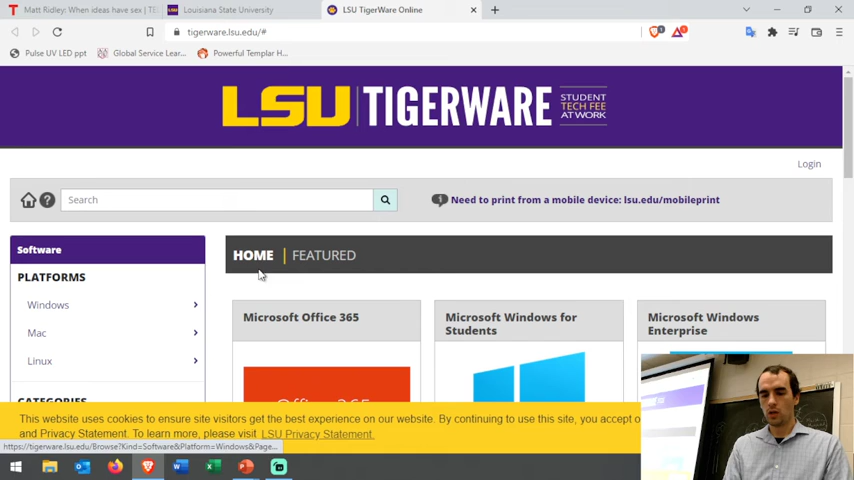 Matt Ridley: When ideas have sex | TE
Louisiana State University
LSU TigerWare Online
tigerware.lsu.edu/#
Pulse UV LED ppt
Global Service Lear...
Powerful Templar H...
LSU | TIGERWARE
STUDENT
TECH FEE
AT WORK
Login
Search
Need to print from a mobile device: lsu.edu/mobileprint
Software
HOME | FEATURED
PLATFORMS
Windows
Mac
Linux
CATEGORIES
Microsoft Office 365
Microsoft Windows for
Students
Microsoft Windows
Enterprise
Office 365
This website uses cookies to ensure site visitors get the best experience on our website. By continuing to use this site, you accept o
and Privacy Statement. To learn more, please visit LSU Privacy Statement.
https://tigerware.lsu.edu/Browse?Kind=Software&Platform=Windows&Page...